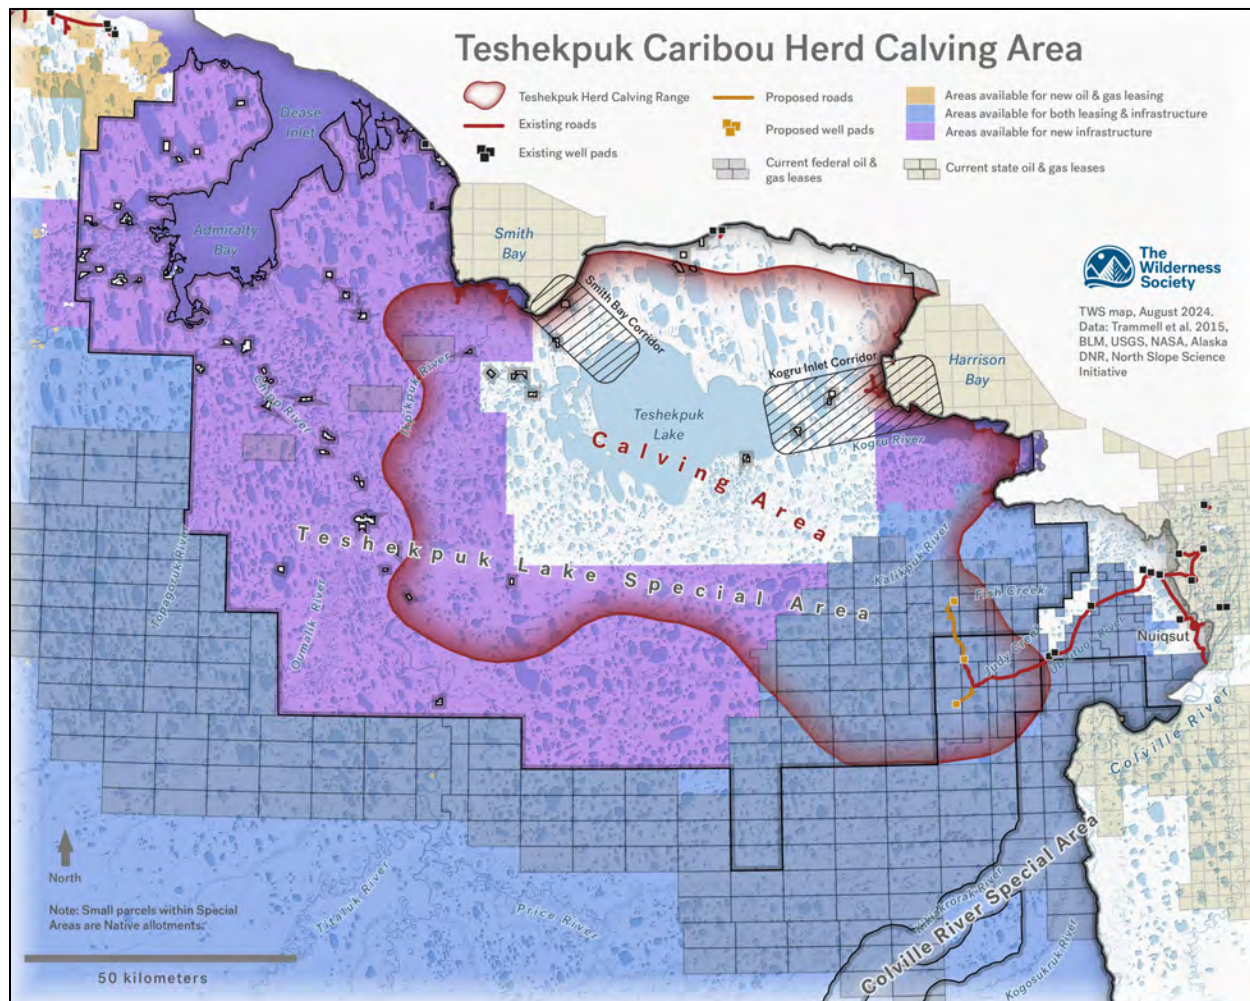 Teshekpuk Caribou Herd Calving Area
Teshekpuk Herd Calving Range
Existing roads
Existing well pads
Proposed roads
Proposed well pads
Current federal oil &
gas leases
Areas available for new oil & gas leasing
Areas available for both leasing & infrastructure
Areas available for new infrastructure
Current state oil & gas leases
The
Wilderness
Society
TWS map, August 2024.
Data: Trammell et al. 2015,
BLM, USGS, NASA, Alaska
DNR, North Slope Science
Initiative
Dease
Inlet
Admiralty
Bay
Smith
Bay
Smith Bay Corridor
Kogru Inlet Corridor
Harrison
Bay
Teshekpuk
Lake
Kogru River
Calving Area
Chipp River
Ikpikpuk River
Teshekpuk Lake Special Area
Topagoruk River
Oumalik River
Kalikpuk River
Fish Creek
Judy Creek
Ublutuoch River
Nuiqsut
Colville River
Colville River Special Area
Kikiakrorak River
Kogosukruk River
Titaluk River
Price River
North
Note: Small parcels within Special
Areas are Native allotments.
50 kilometers